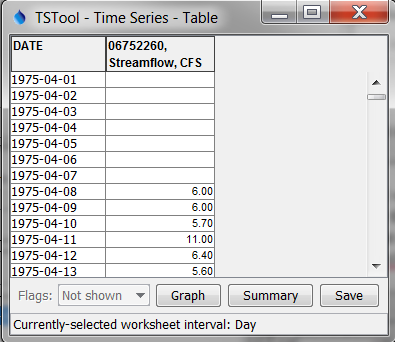 TSTool - Time Series - Table
DATE 06752260,
Streamflow, CFS
1975-04-01
1975-04-02
1975-04-03
1975-04-04
1975-04-05
1975-04-06
1975-04-07
1975-04-08 6.00
1975-04-09 6.00
1975-04-10 5.70
1975-04-11 11.00
1975-04-12 6.40
1975-04-13 5.60
Flags: Not shown Graph Summary Save
Currently-selected worksheet interval: Day